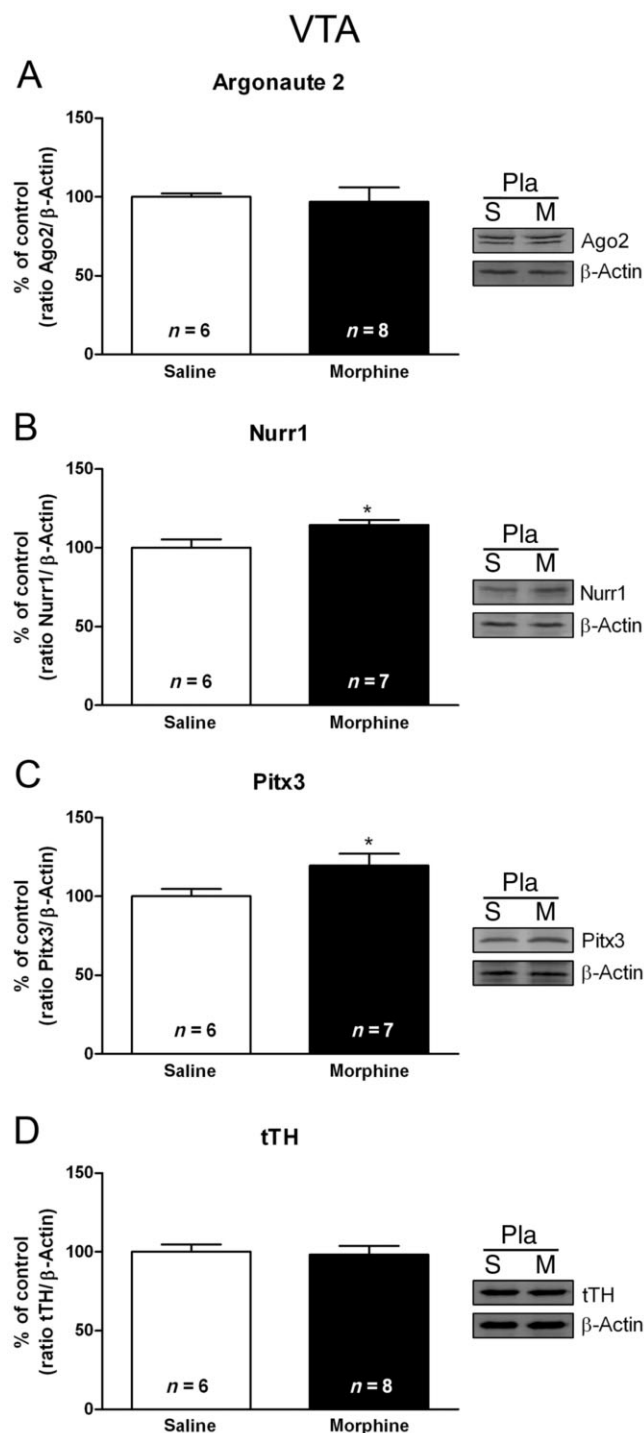 VTA
A
Argonaute 2
% of control
(ratio Ago2/β-Actin)
150
100
50
0
n = 6
n = 8
Saline
Morphine
Pla
S M
Ago2
β-Actin
B
Nurr1
% of control
(ratio Nurr1/β-Actin)
150
100
50
0
*
n = 6
n = 7
Saline
Morphine
Pla
S M
Nurr1
β-Actin
C
Pitx3
% of control
(ratio Pitx3/β-Actin)
150
100
50
0
*
n = 6
n = 7
Saline
Morphine
Pla
S M
Pitx3
β-Actin
D
tTH
% of control
(ratio tTH/β-Actin)
150
100
50
0
n = 6
n = 8
Saline
Morphine
Pla
S M
tTH
β-Actin